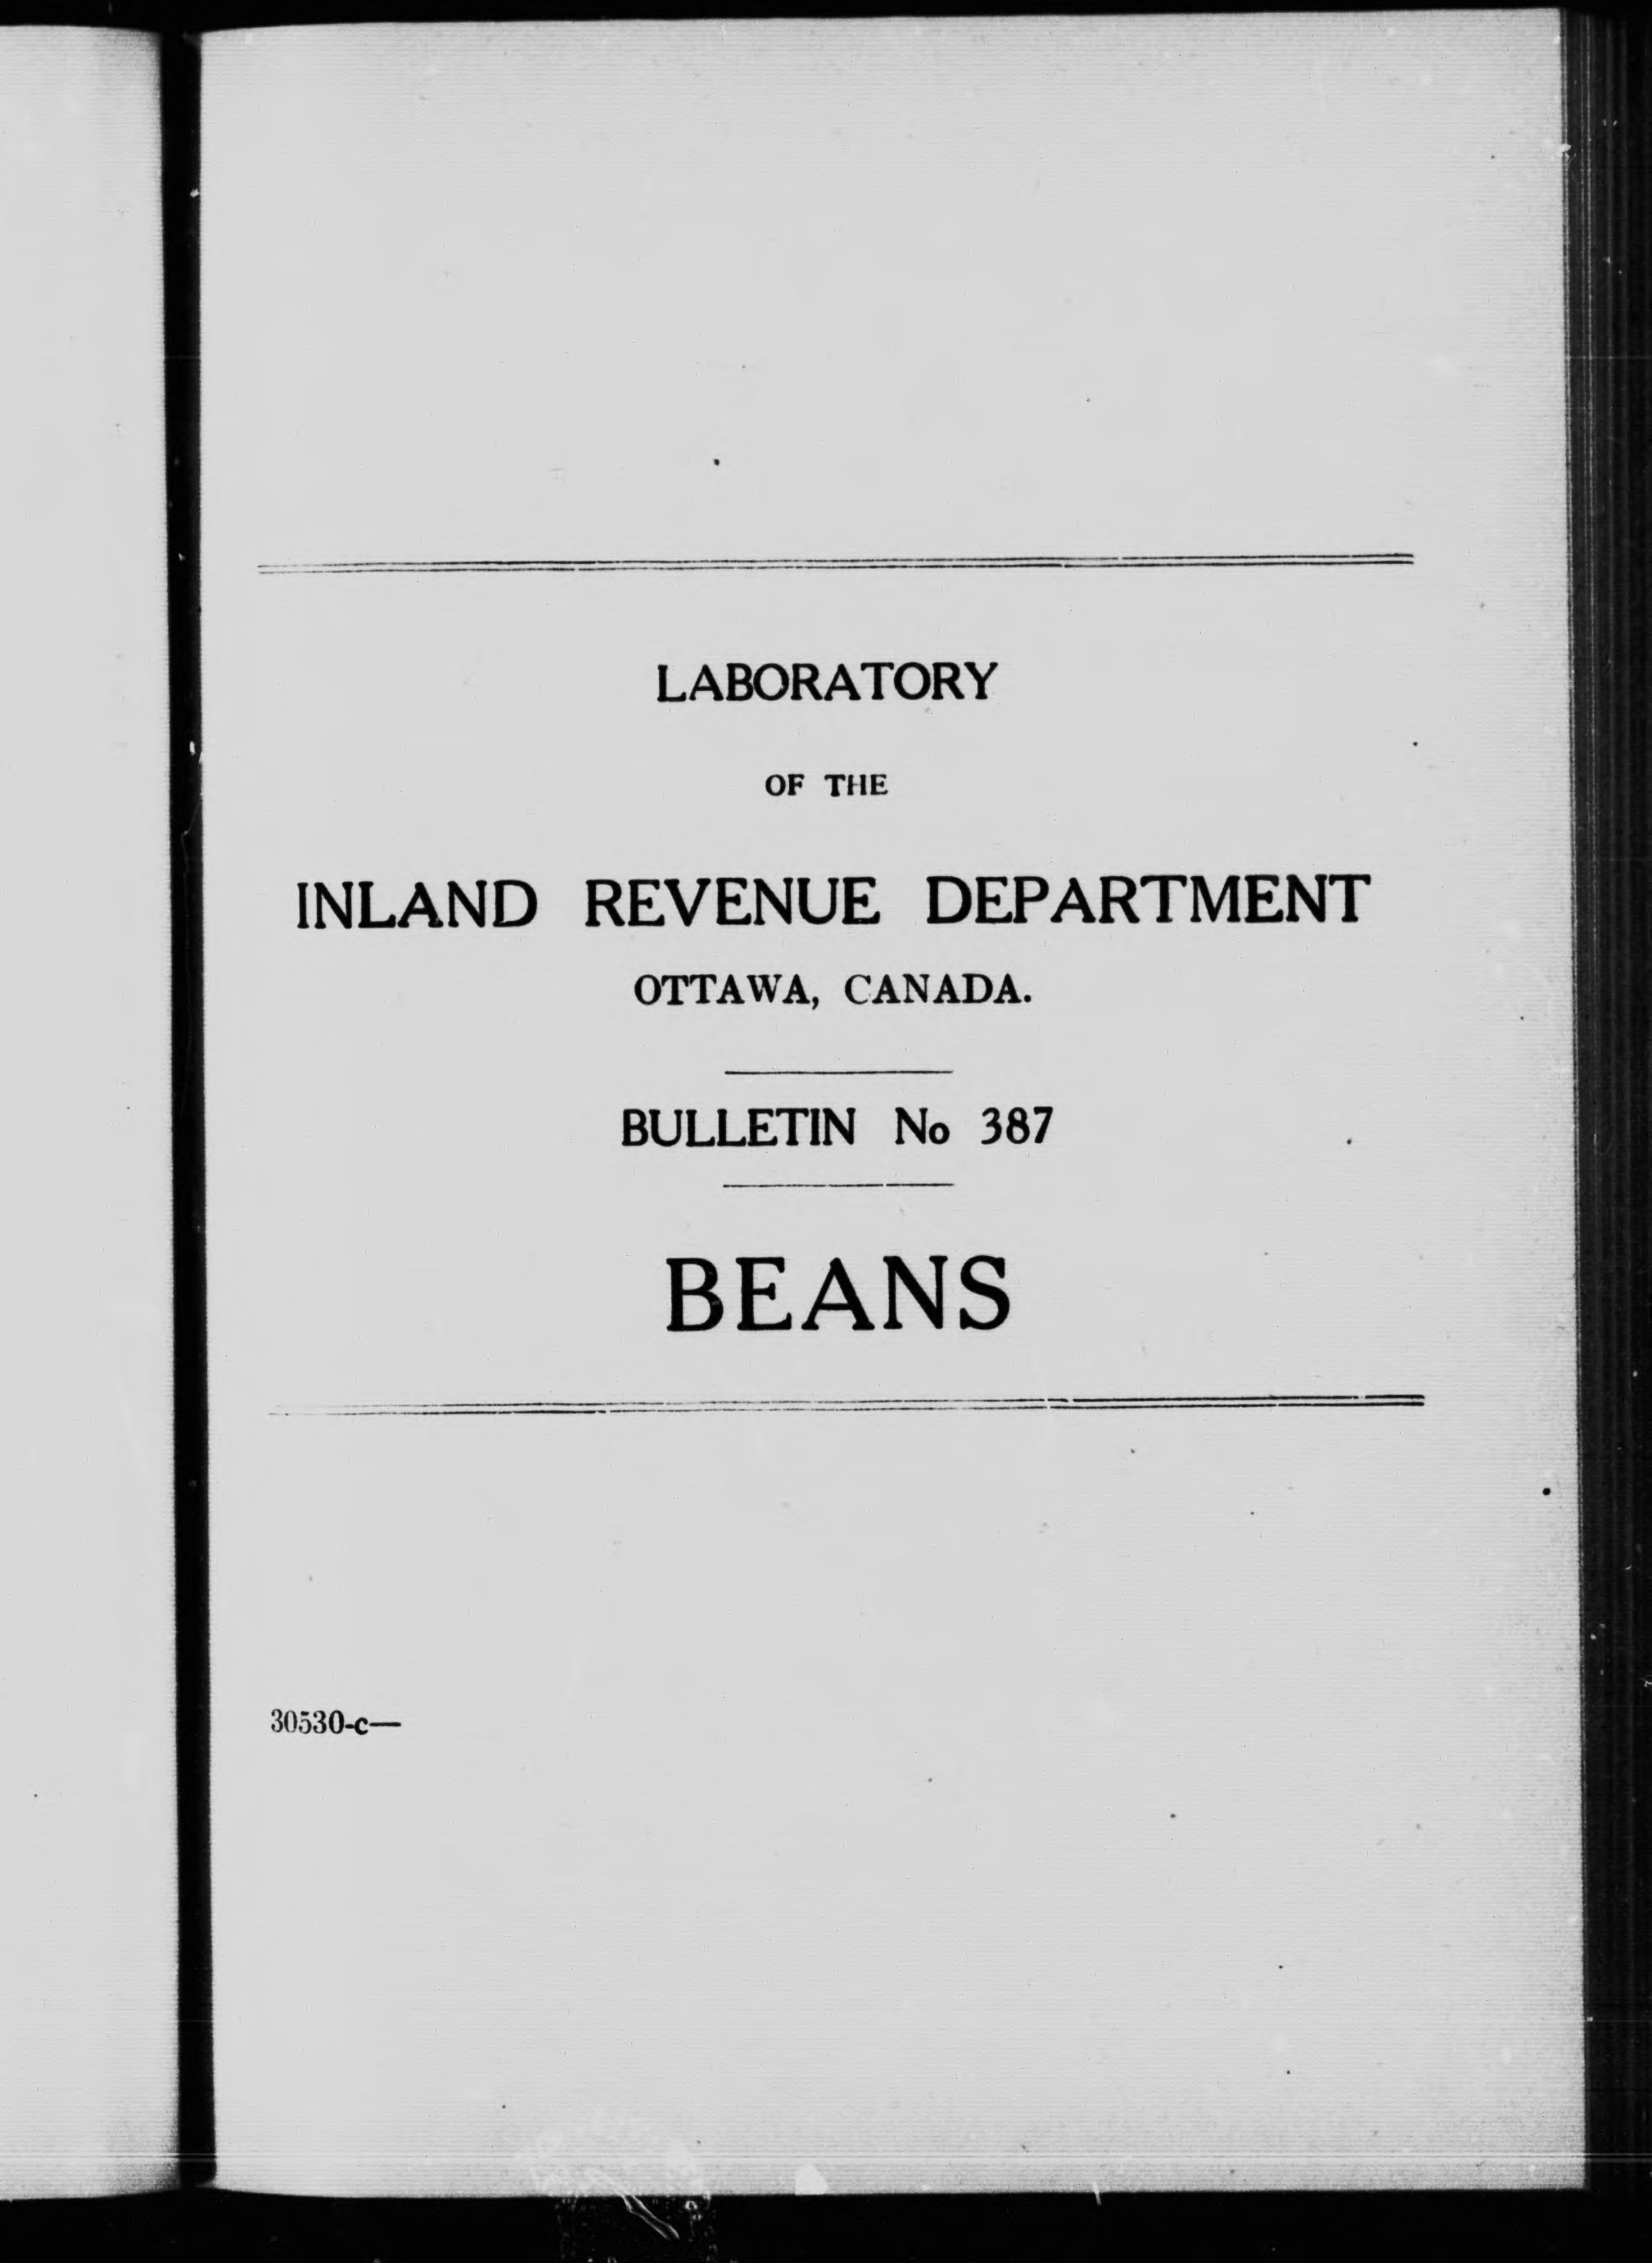 LABORATORY
OF THE
INLAND REVENUE DEPARTMENT
OTTAWA, CANADA.
BULLETIN No 387
BEANS
30530-c—